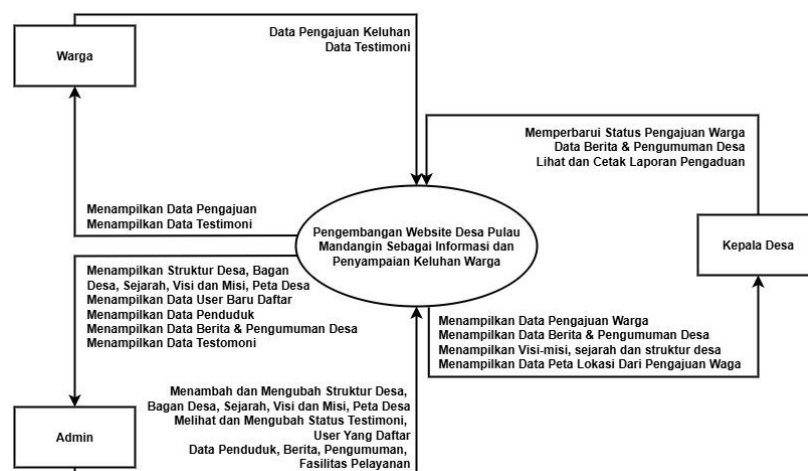 Warga
Data Pengajuan Keluhan
Data Testimoni
Memperbarui Status Pengajuan Warga
Data Berita & Pengumuman Desa
Lihat dan Cetak Laporan Pengaduan
Menampilkan Data Pengajuan
Menampilkan Data Testimoni
Pengembangan Website Desa Pulau
Mandangin Sebagai Informasi dan
Penyampaian Keluhan Warga
Kepala Desa
Menampilkan Struktur Desa, Bagan
Desa, Sejarah, Visi dan Misi, Peta Desa
Menampilkan Data User Baru Daftar
Menampilkan Data Penduduk
Menampilkan Data Berita & Pengumuman Desa
Menampilkan Data Testomoni
Menampilkan Data Pengajuan Warga
Menampilkan Data Berita & Pengumuman Desa
Menampilkan Visi-misi, sejarah dan struktur desa
Menampilkan Data Peta Lokasi Dari Pengajuan Waga
Admin
Menambah dan Mengubah Struktur Desa,
Bagan Desa, Sejarah, Visi dan Misi, Peta Desa
Melihat dan Mengubah Status Testimoni,
User Yang Daftar
Data Penduduk, Berita, Pengumuman,
Fasilitas Pelayanan